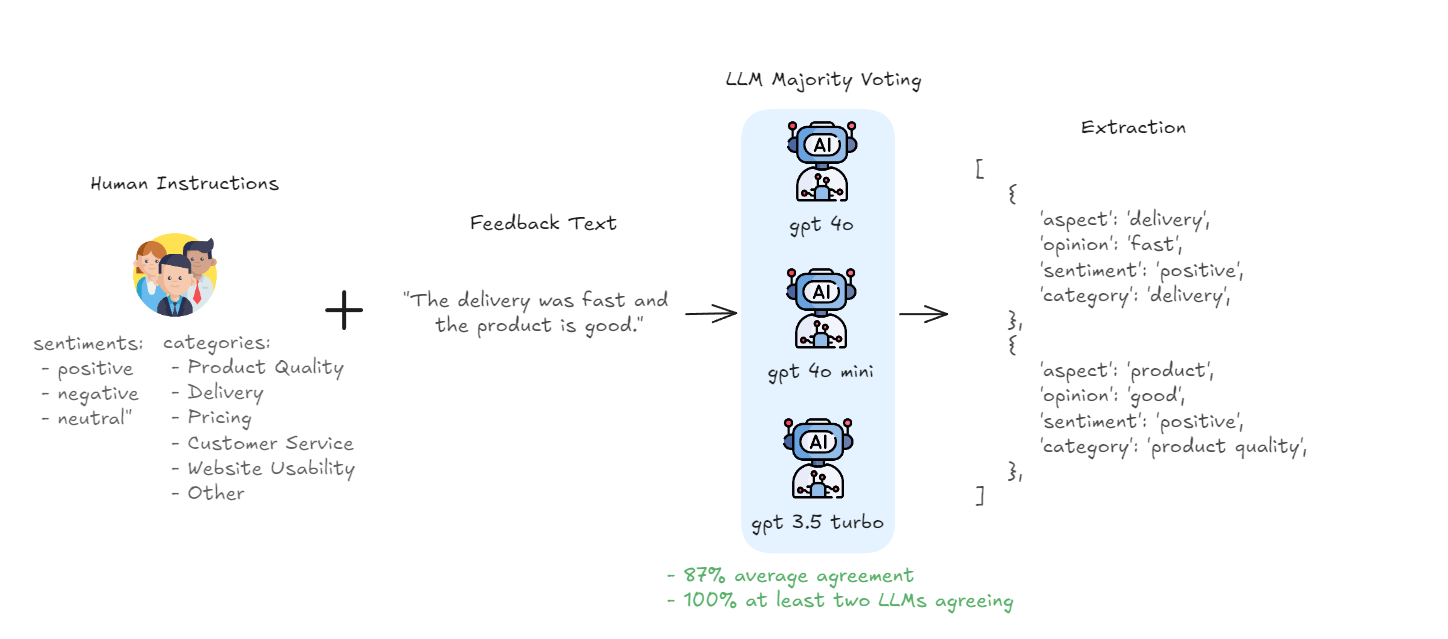 Human Instructions
sentiments:
- positive
- negative
- neutral"
categories:
- Product Quality
- Delivery
- Pricing
- Customer Service
- Website Usability
- Other
Feedback Text
"The delivery was fast and
the product is good."
LLM Majority Voting
AI
gpt 4o
AI
gpt 4o mini
AI
gpt 3.5 turbo
- 87% average agreement
- 100% at least two LLMs agreeing
Extraction
[
{
'aspect': 'delivery',
'opinion': 'fast',
'sentiment': 'positive',
'category': 'delivery',
},
{
'aspect': 'product',
'opinion': 'good',
'sentiment': 'positive',
'category': 'product quality',
},
]